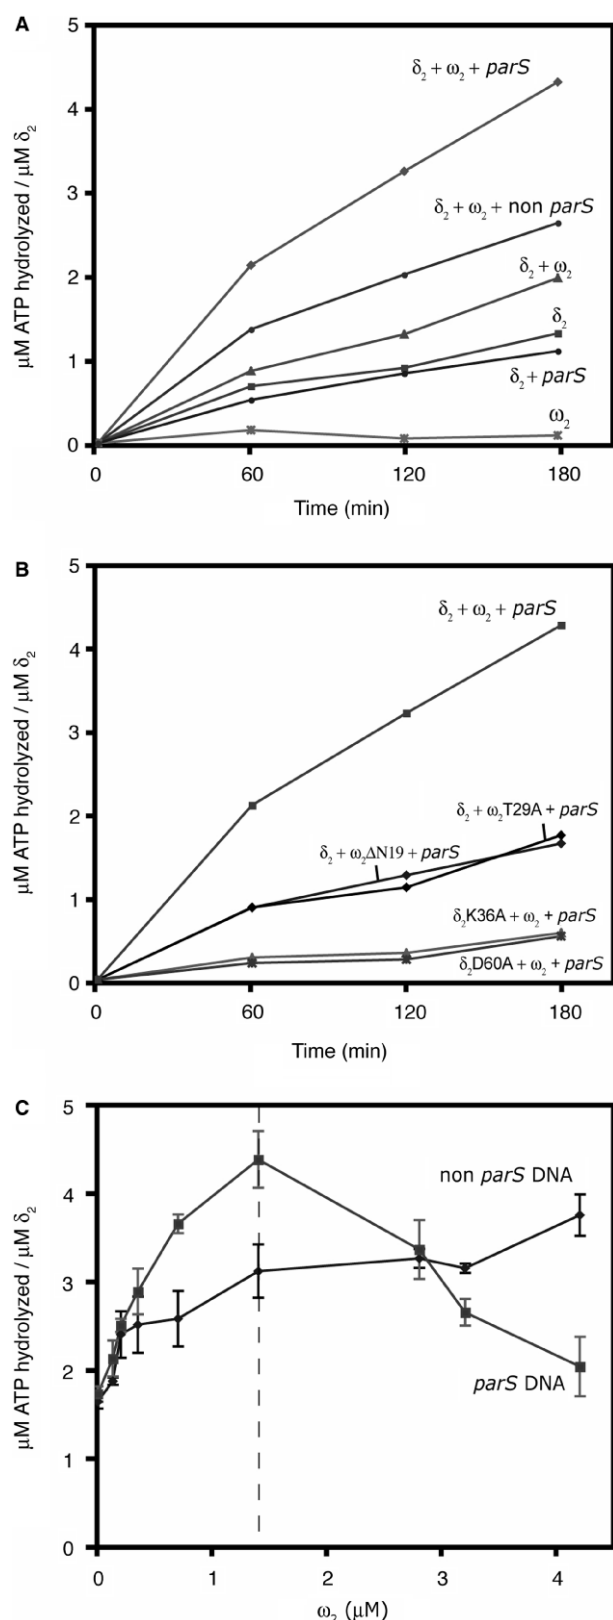 A
5
4
3
2
1
0
μM ATP hydrolyzed / μM δ₂
δ₂ + ω₂ + parS
δ₂ + ω₂ + non parS
δ₂ + ω₂
δ₂
δ₂ + parS
ω₂
0 60 120 180
Time (min)
B
5
4
3
2
1
0
μM ATP hydrolyzed / μM δ₂
δ₂ + ω₂ + parS
δ₂ + ω₂T29A + parS
δ₂ + ω₂ΔN19 + parS
δ₂K36A + ω₂ + parS
δ₂D60A + ω₂ + parS
0 60 120 180
Time (min)
C
5
4
3
2
1
0
μM ATP hydrolyzed / μM δ₂
non parS DNA
parS DNA
0 1 2 3 4
ω₂ (μM)